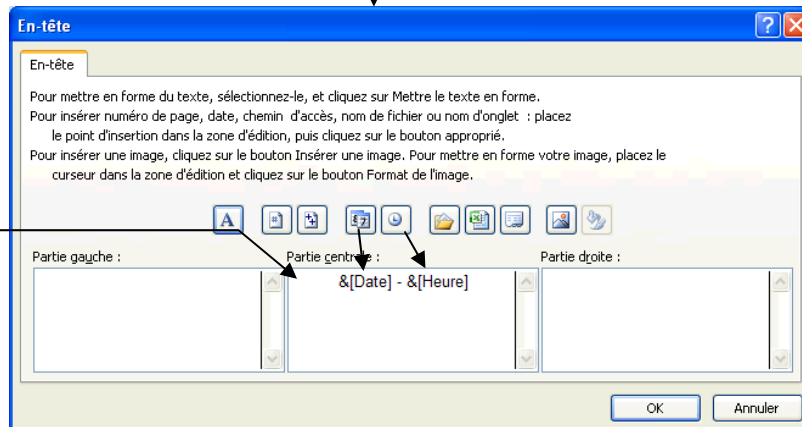 En-tête
En-tête
Pour mettre en forme du texte, sélectionnez-le, et cliquez sur Mettre le texte en forme.
Pour insérer numéro de page, date, chemin d'accès, nom de fichier ou nom d'onglet : placez
le point d'insertion dans la zone d'édition, puis cliquez sur le bouton approprié.
Pour insérer une image, cliquez sur le bouton Insérer une image. Pour mettre en forme votre image, placez le
curseur dans la zone d'édition et cliquez sur le bouton Format de l'image.
A
Partie gauche : Partie centrale : Partie droite :
&[Date] - &[Heure]
OK Annuler